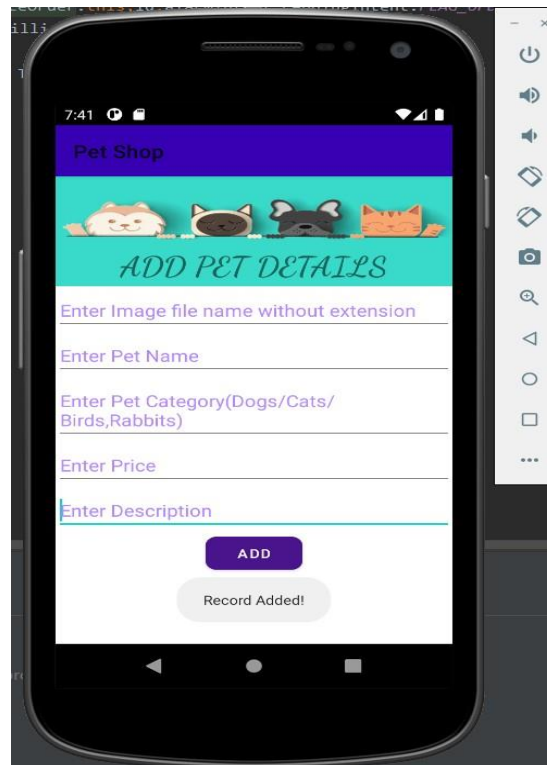 7:41
Pet Shop
ADD PET DETAILS
Enter Image file name without extension
Enter Pet Name
Enter Pet Category(Dogs/Cats/
Birds,Rabbits)
Enter Price
Enter Description
ADD
Record Added!